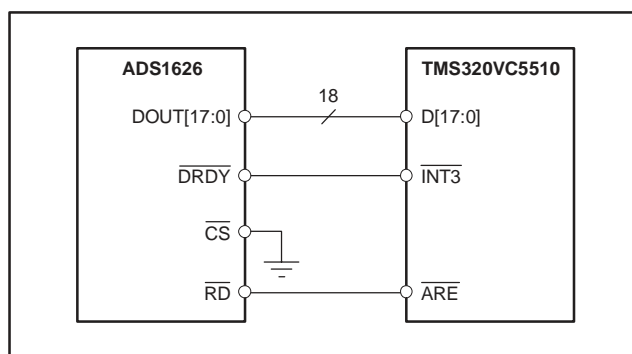 ADS1626 TMS320VC5510
18
DOUT[17:0] D[17:0]
DRDY INT3
CS
RD ARE